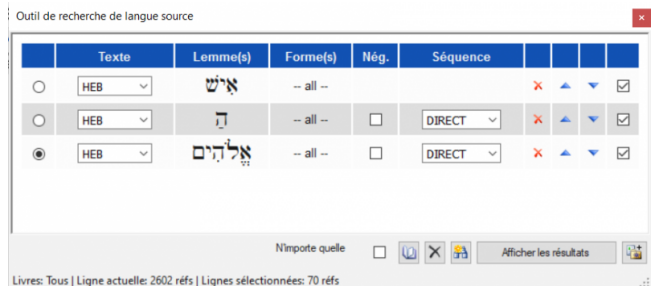 Outil de recherche de langue source
Texte Lemme(s) Forme(s) Nég. Séquence
HEB אִישׁ -- all --
HEB הַ -- all -- DIRECT
HEB אֱלֹהִים -- all -- DIRECT
N'importe quelle Afficher les résultats
Livres: Tous | Ligne actuelle: 2602 réfs | Lignes sélectionnées: 70 réfs